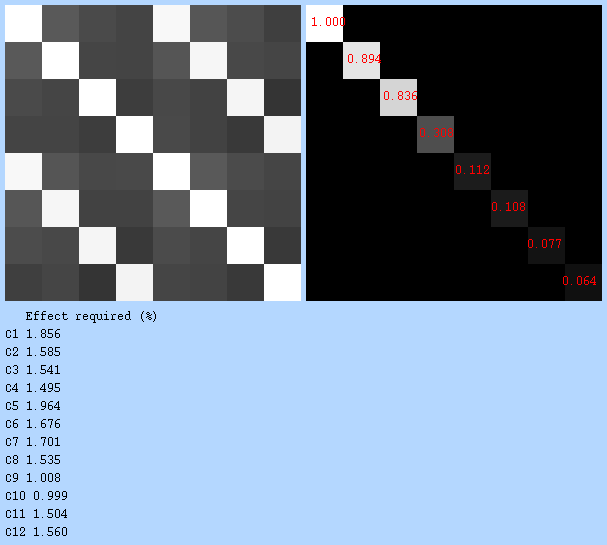 1.000
0.894
0.836
0.308
0.112
0.108
0.077
0.064
Effect required (%)
C1 1.856
C2 1.585
C3 1.541
C4 1.495
C5 1.964
C6 1.676
C7 1.701
C8 1.535
C9 1.008
C10 0.999
C11 1.504
C12 1.560